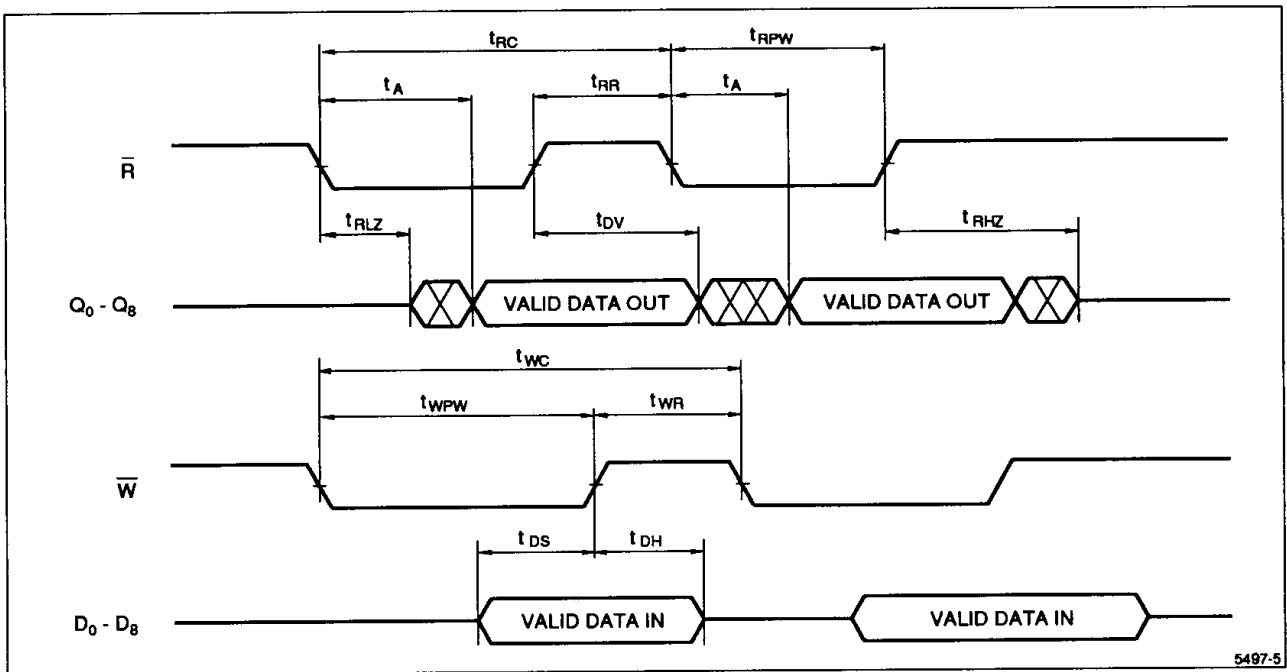 tRC tRPW
tA tRR tA
R̅
tRLZ tDV tRHZ
Q0 - Q8 VALID DATA OUT VALID DATA OUT
tWC
tWPW tWR
W̅
tDS tDH
D0 - D8 VALID DATA IN VALID DATA IN
5497-5